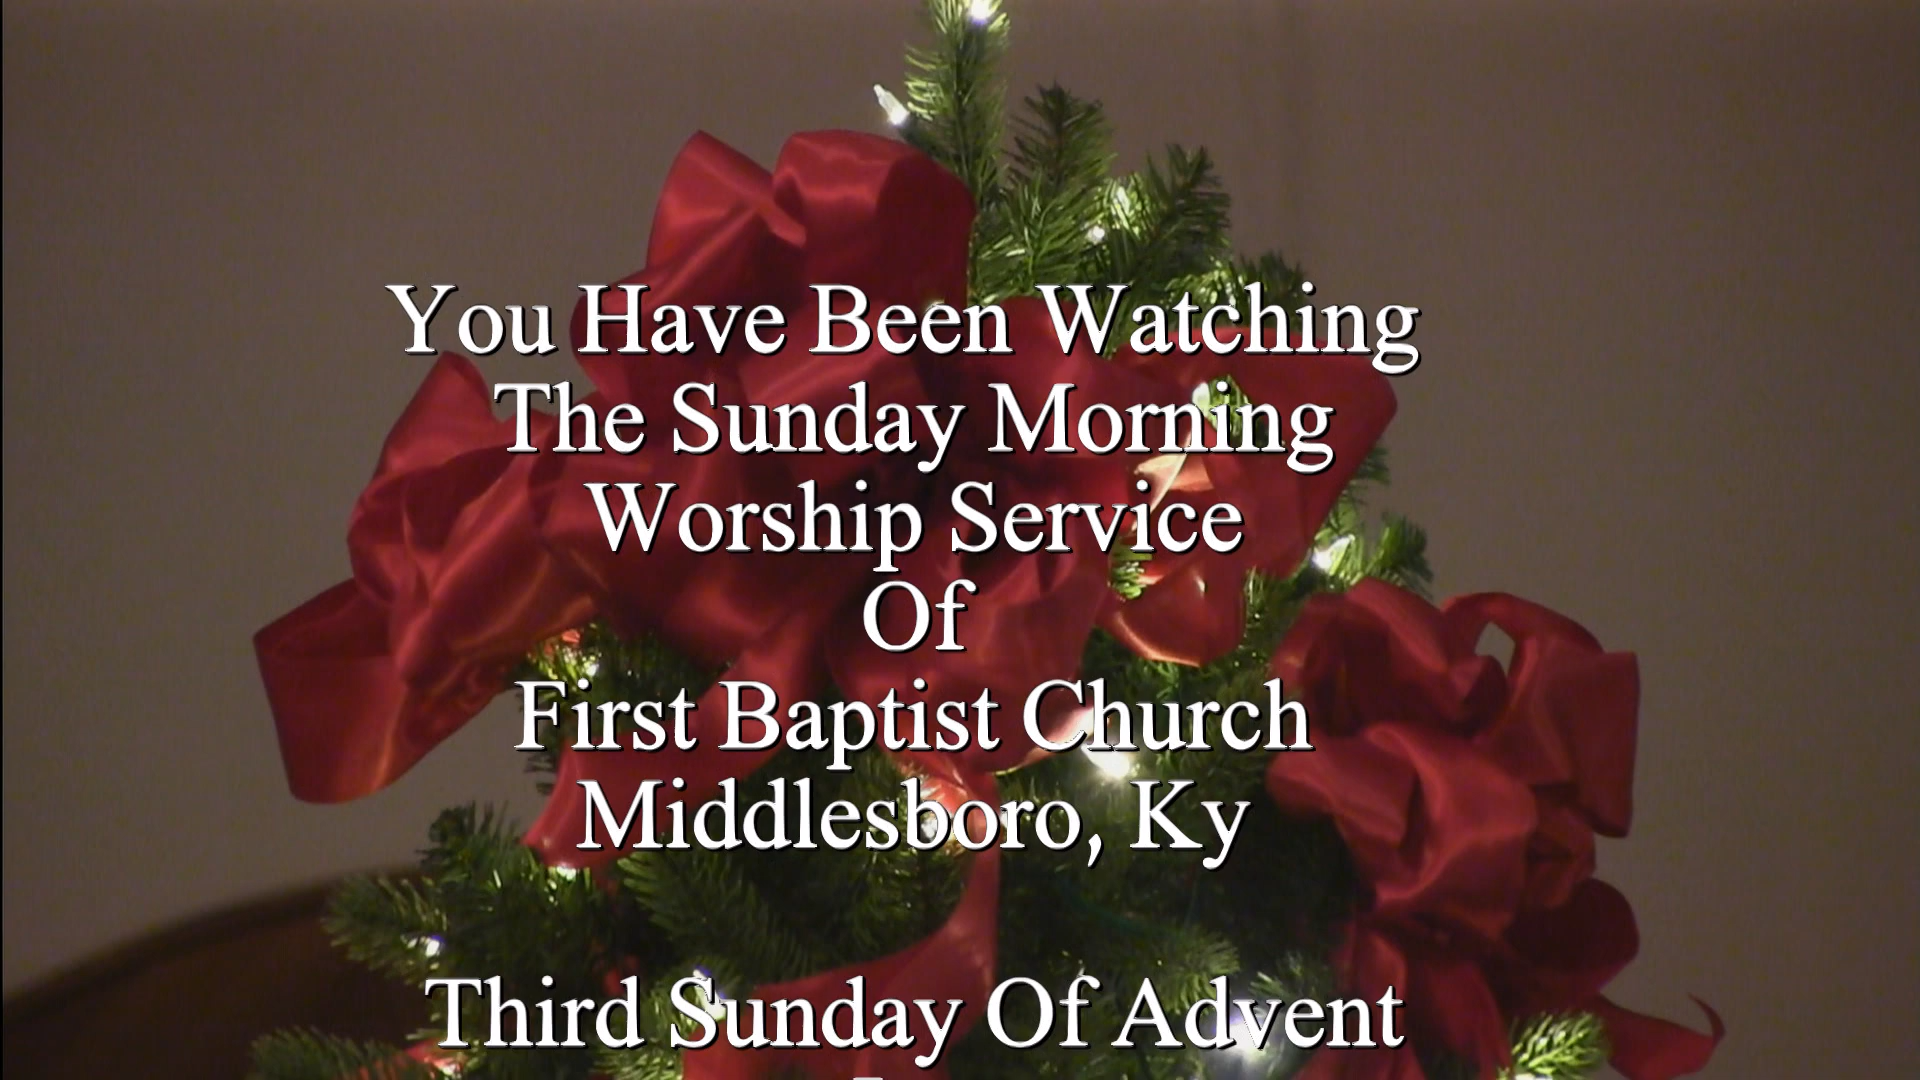 You Have Been Watching
The Sunday Morning
Worship Service
Of
First Baptist Church
Middlesboro, Ky
Third Sunday Of Advent